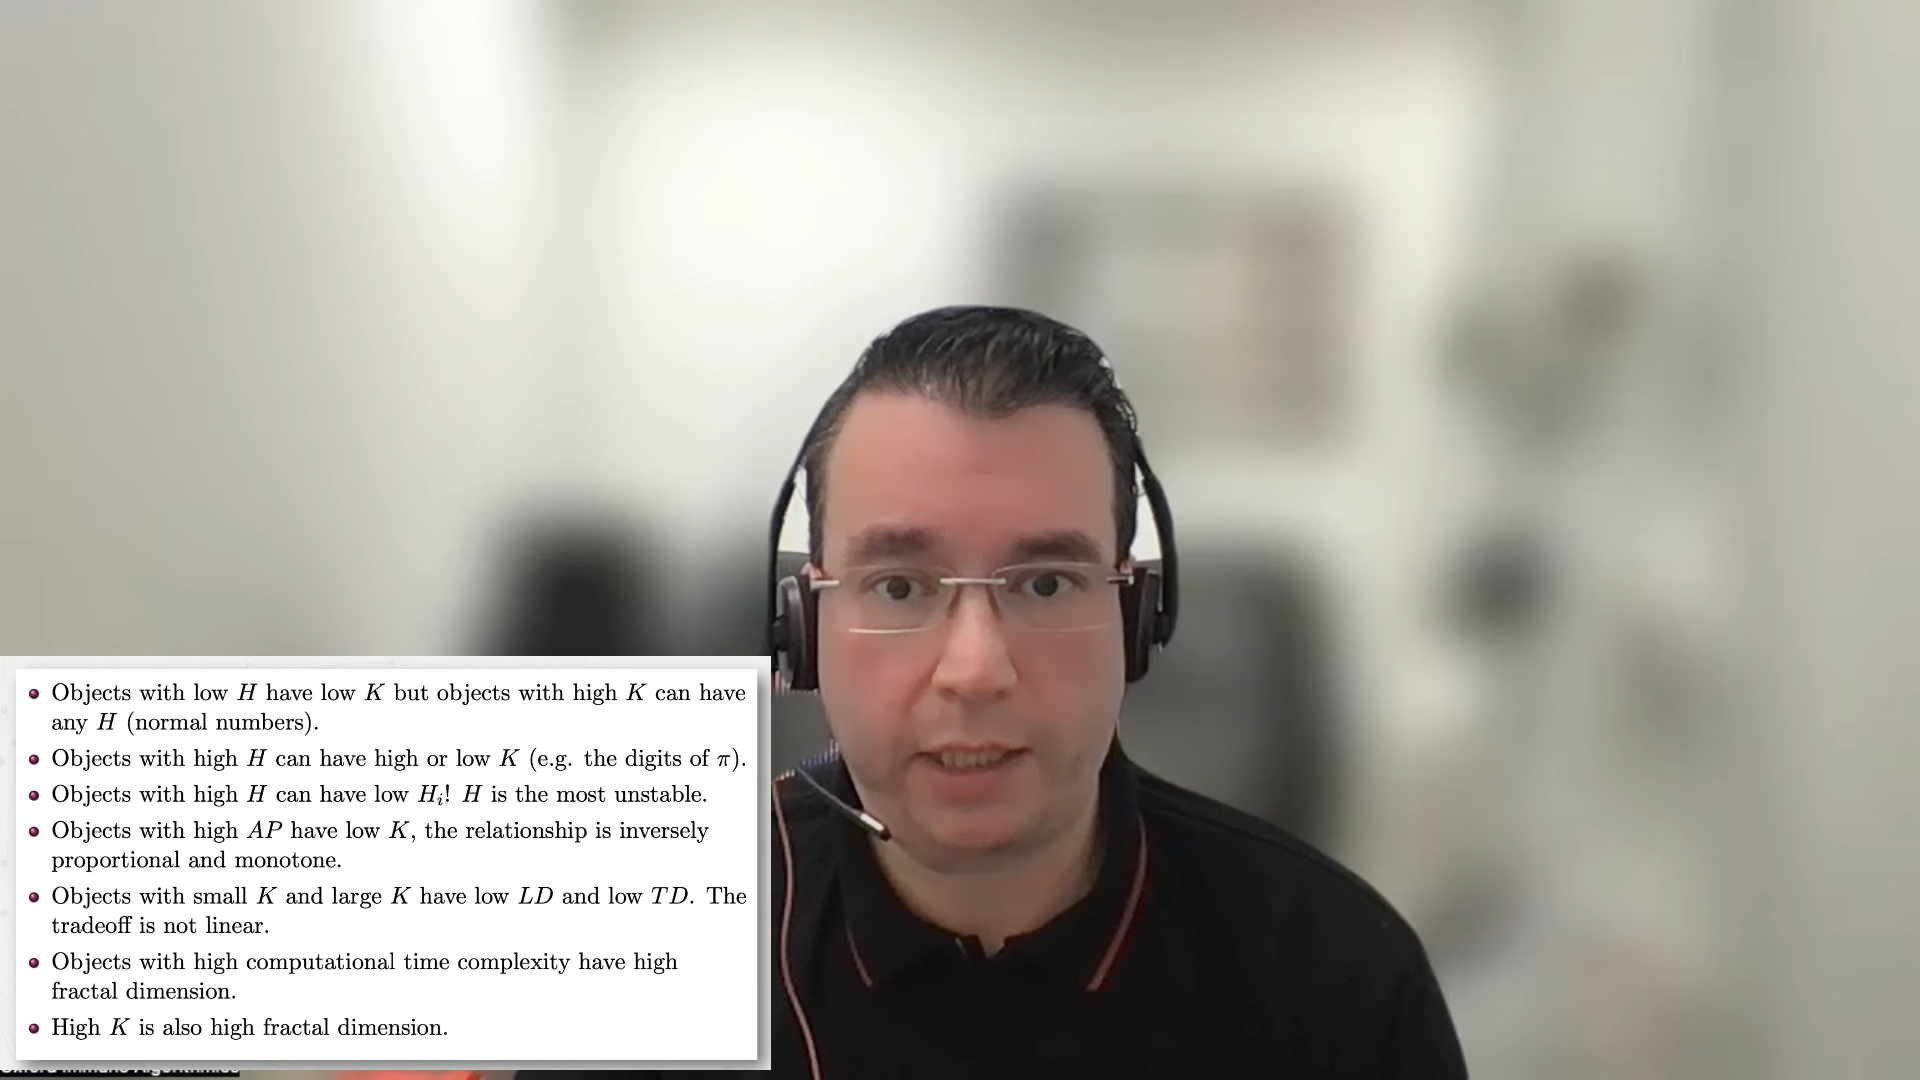 Objects with low H have low K but objects with high K can have
any H (normal numbers).
Objects with high H can have high or low K (e.g. the digits of π).
Objects with high H can have low Hᵢ! H is the most unstable.
Objects with high AP have low K, the relationship is inversely
proportional and monotone.
Objects with small K and large K have low LD and low TD. The
tradeoff is not linear.
Objects with high computational time complexity have high
fractal dimension.
High K is also high fractal dimension.